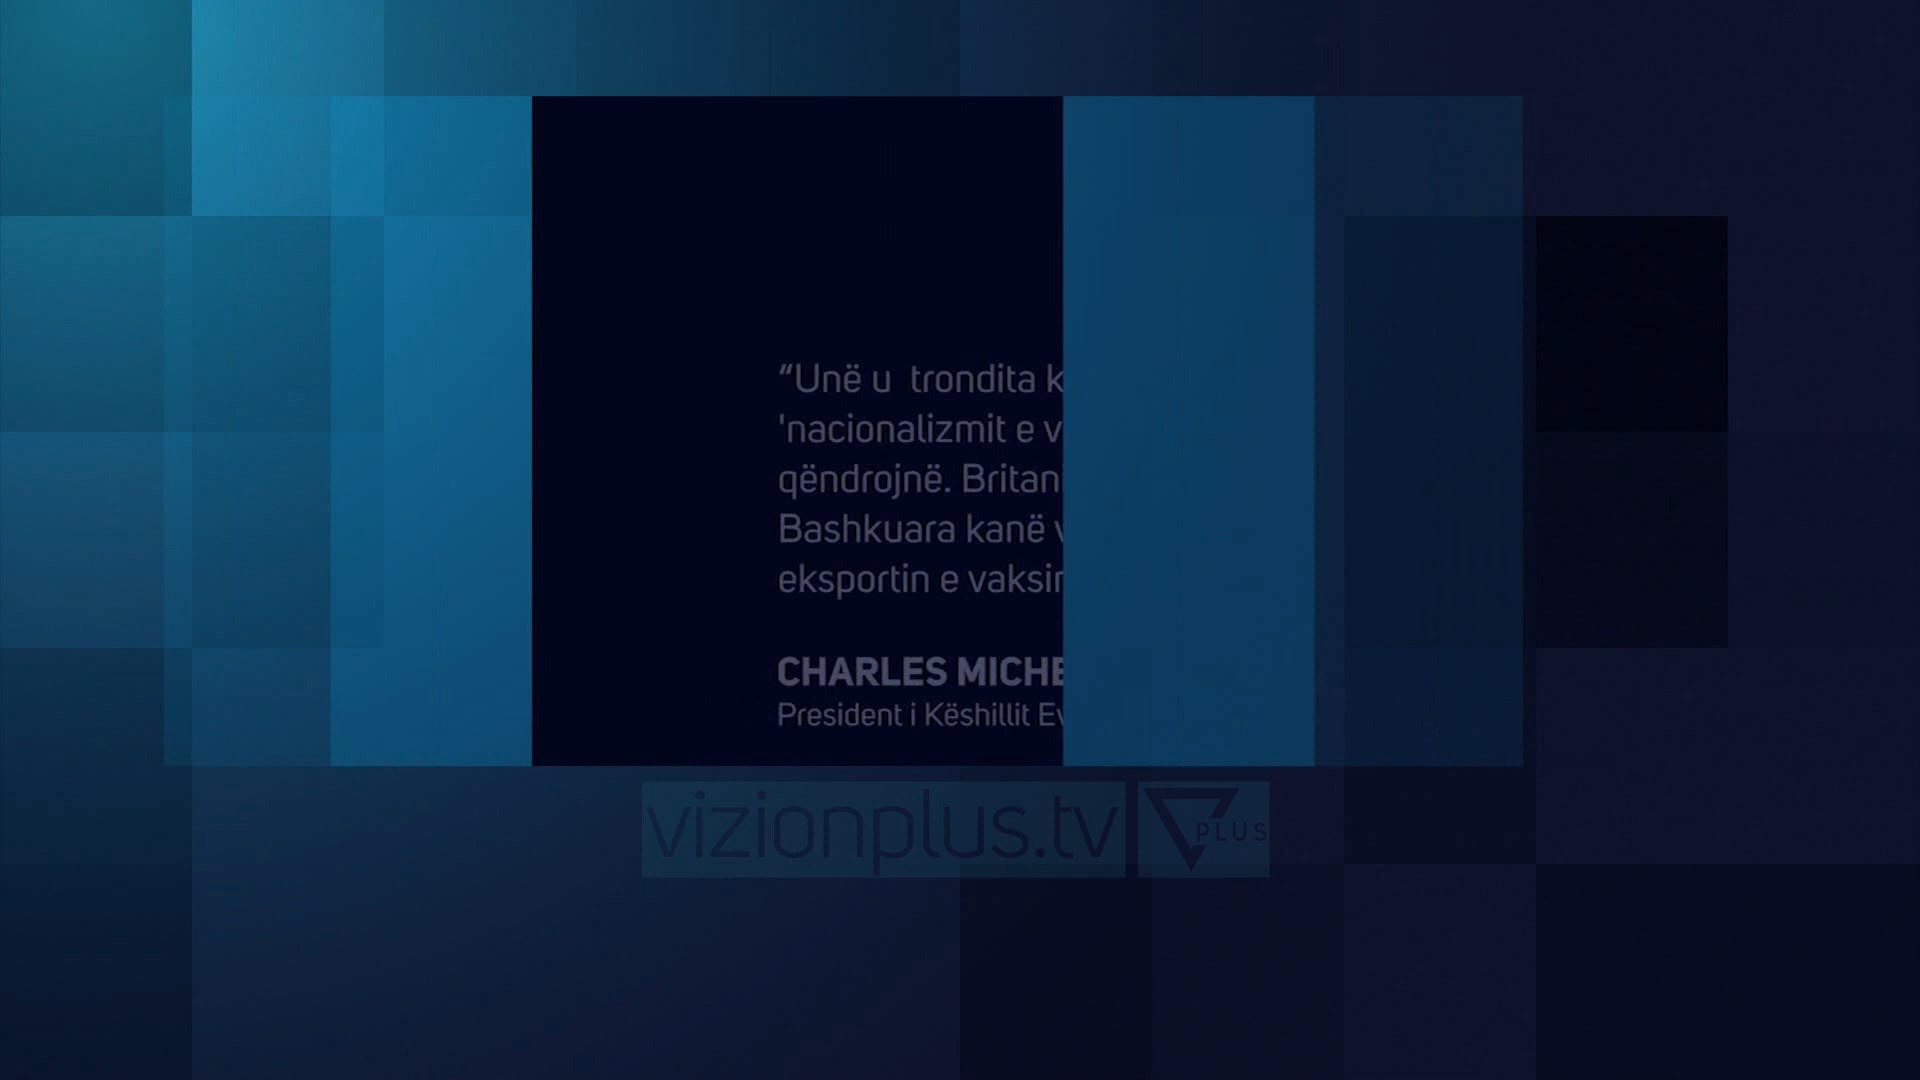 “Unë u trondita k
'nacionalizmit e v
qëndrojnë. Britan
Bashkuara kanë
eksportin e vaksin
CHARLES MICHE
President i Këshillit Ev
vizionplus.tv
PLUS